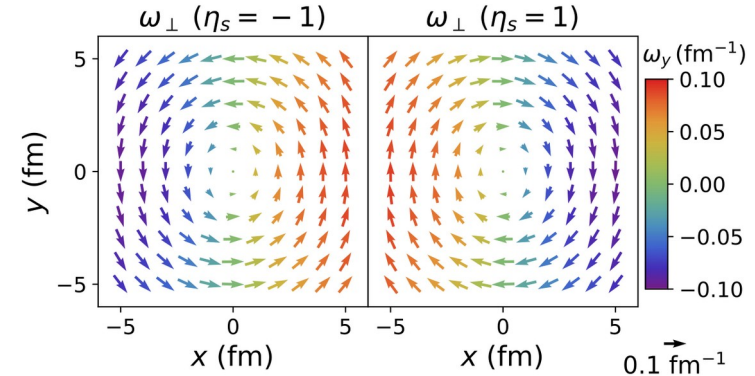 ω⊥ (ηs = −1)
ω⊥ (ηs = 1)
ωy (fm⁻¹)
y (fm)
5
0
−5
−5 0 5
x (fm)
−5 0 5
x (fm)
0.10
0.05
0.00
−0.05
−0.10
0.1 fm⁻¹